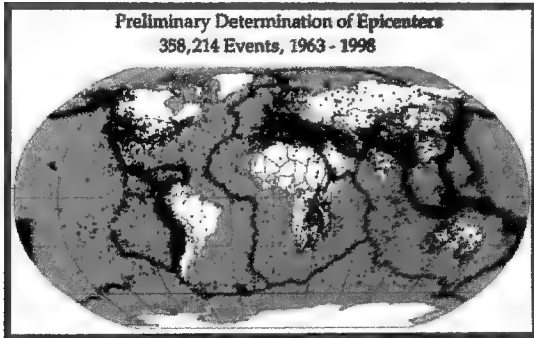 Preliminary Determination of Epicenters
358,214 Events, 1963 - 1998